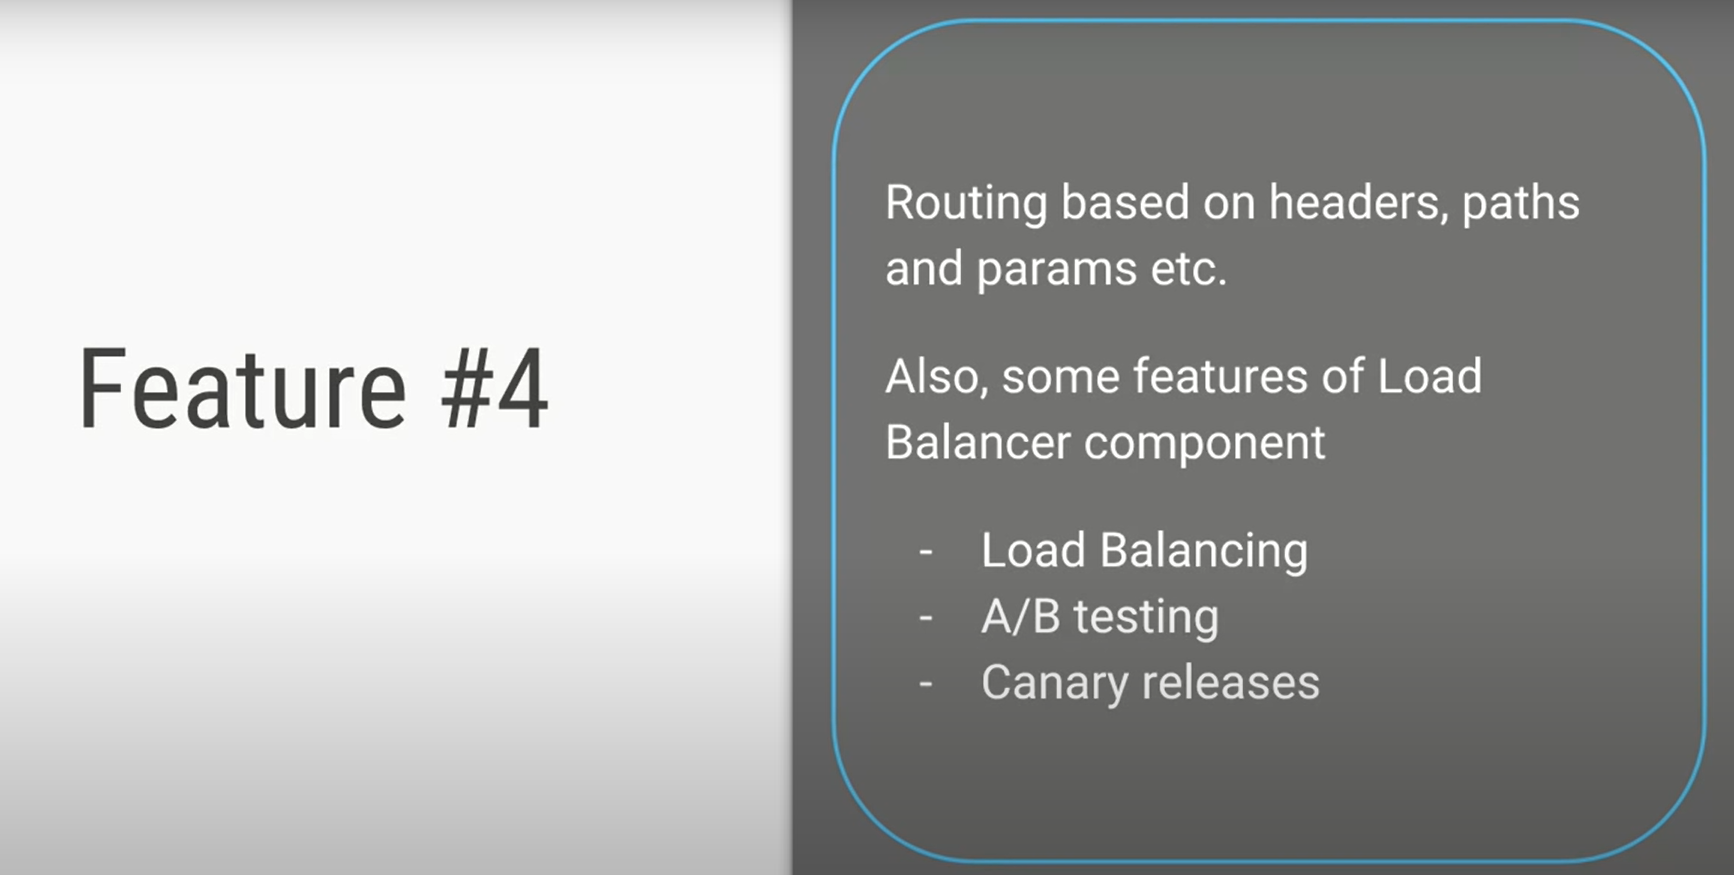 Feature #4
Routing based on headers, paths
and params etc.
Also, some features of Load
Balancer component
- Load Balancing
- A/B testing
- Canary releases